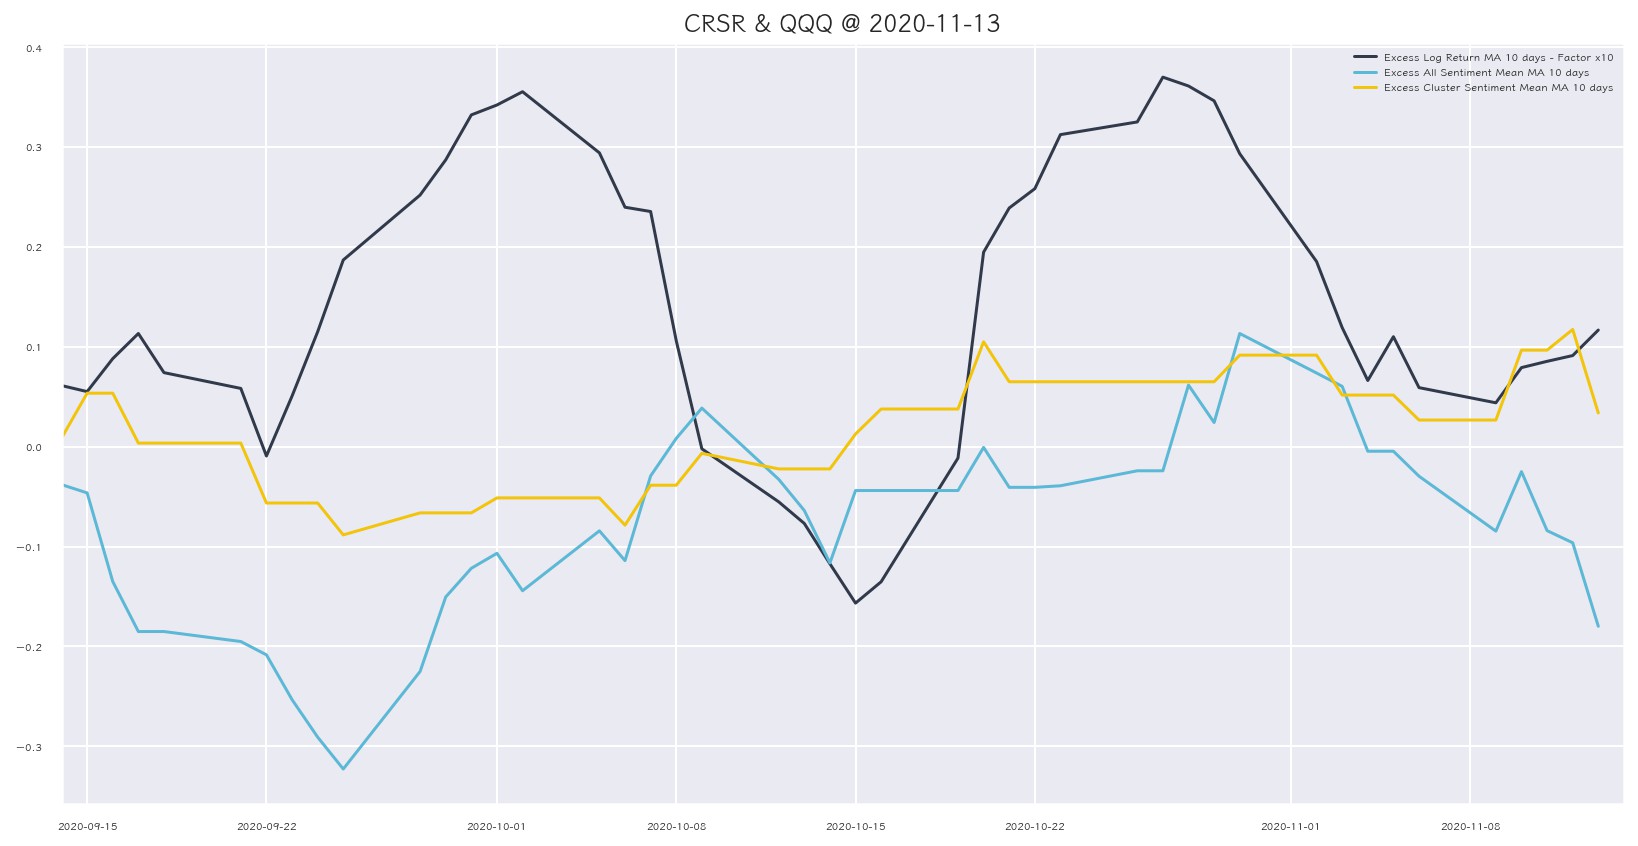 CRSR & QQQ @ 2020-11-13
Excess Log Return MA 10 days - Factor x10
Excess All Sentiment Mean MA 10 days
Excess Cluster Sentiment Mean MA 10 days
0.4
0.3
0.2
0.1
0.0
−0.1
−0.2
−0.3
2020-09-15 2020-09-22 2020-10-01 2020-10-08 2020-10-15 2020-10-22 2020-11-01 2020-11-08